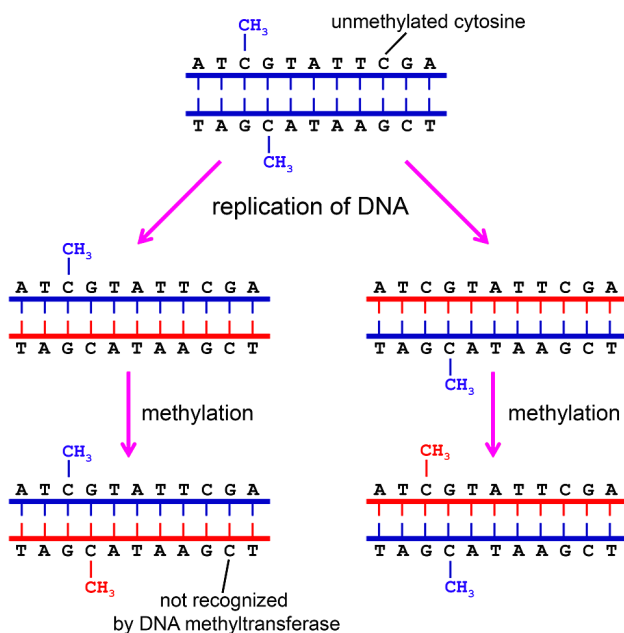 CH3 unmethylated cytosine
A T C G T A T T C G A
T A G C A T A A G C T
CH3
replication of DNA
CH3
A T C G T A T T C G A A T C G T A T T C G A
T A G C A T A A G C T T A G C A T A A G C T
CH3
methylation methylation
CH3 CH3
A T C G T A T T C G A A T C G T A T T C G A
T A G C A T A A G C T T A G C A T A A G C T
CH3 CH3
not recognized
by DNA methyltransferase